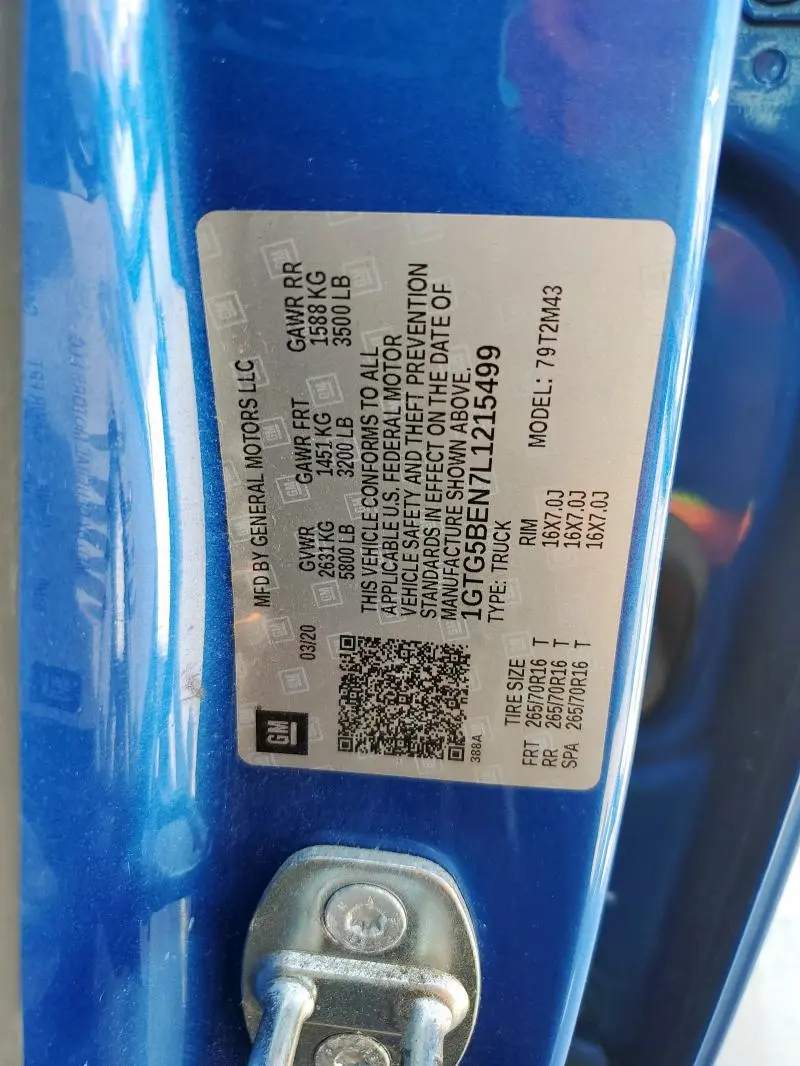 GM
MFD BY GENERAL MOTORS LLC
03/20
GVWR GAWR FRT GAWR RR
2631 KG 1451 KG 1588 KG
5800 LB 3200 LB 3500 LB
THIS VEHICLE CONFORMS TO ALL
APPLICABLE U.S. FEDERAL MOTOR
VEHICLE SAFETY AND THEFT PREVENTION
STANDARDS IN EFFECT ON THE DATE OF
MANUFACTURE SHOWN ABOVE.
1GTG5BEN7L1215499
TYPE: TRUCK
388A
TIRE SIZE RIM MODEL: 79T2M43
FRT 265/70R16 T 16X7.0J
RR 265/70R16 T 16X7.0J
SPA 265/70R16 T 16X7.0J